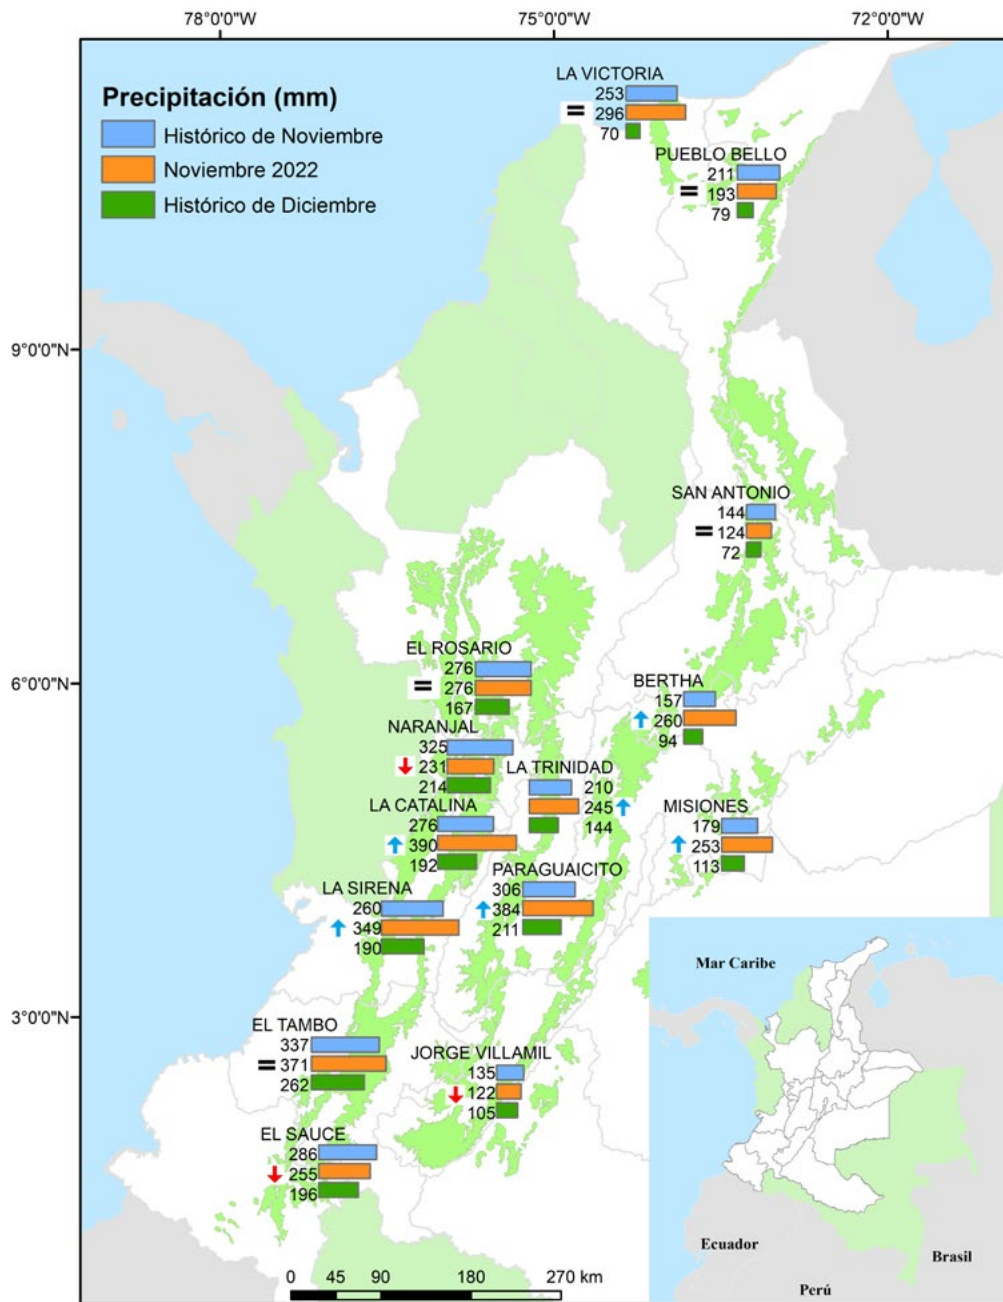 78°0'0"W
75°0'0"W
72°0'0"W
Precipitación (mm)
Histórico de Noviembre
Noviembre 2022
Histórico de Diciembre
LA VICTORIA
253
= 296
70
PUEBLO BELLO
211
= 193
79
9°0'0"N
SAN ANTONIO
144
= 124
72
EL ROSARIO
276
= 276
167
6°0'0"N
BERTHA
157
↑ 260
94
NARANJAL
325
↓ 231
214
LA TRINIDAD
210
245 ↑
144
LA CATALINA
276
↑ 390
192
MISIONES
179
↑ 253
113
PARAGUAICITO
306
↑ 384
211
LA SIRENA
260
↑ 349
190
3°0'0"N
EL TAMBO
337
= 371
262
JORGE VILLAMIL
135
↓ 122
105
EL SAUCE
286
↓ 255
196
0 45 90 180 270 km
Mar Caribe
Ecuador
Brasil
Perú